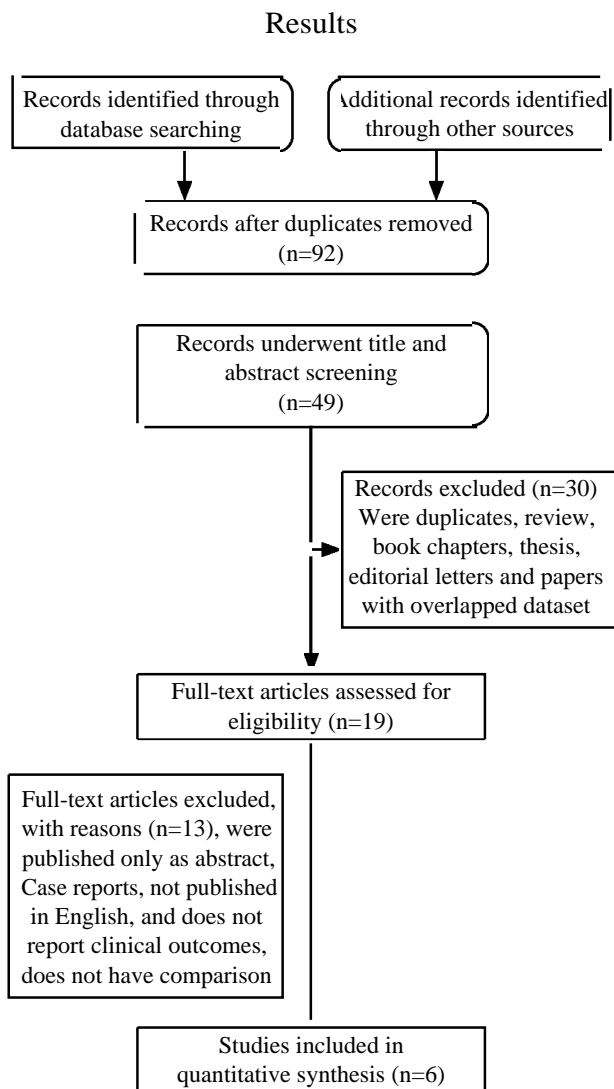 Results
Records identified through
database searching
Additional records identified
through other sources
Records after duplicates removed
(n=92)
Records underwent title and
abstract screening
(n=49)
Records excluded (n=30)
Were duplicates, review,
book chapters, thesis,
editorial letters and papers
with overlapped dataset
Full-text articles assessed for
eligibility (n=19)
Full-text articles excluded,
with reasons (n=13), were
published only as abstract,
Case reports, not published
in English, and does not
report clinical outcomes,
does not have comparison
Studies included in
quantitative synthesis (n=6)